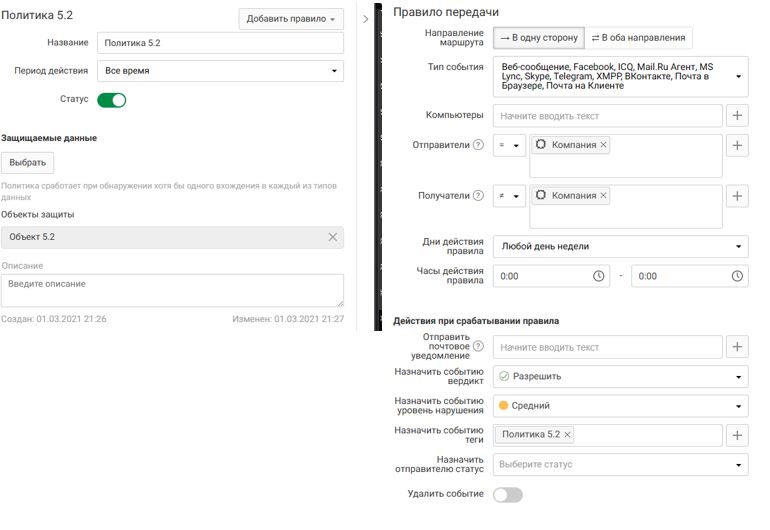 Политика 5.2
Добавить правило
Название
Политика 5.2
Период действия
Все время
Статус
Защищаемые данные
Выбрать
Политика сработает при обнаружении хотя бы одного вхождения в каждый из типов
данных
Объекты защиты
Объект 5.2
Описание
Введите описание
Создан: 01.03.2021 21:26
Изменен: 01.03.2021 21:27
Правило передачи
Направление
маршрута
→ В одну сторону
⇄ В оба направления
Тип события
Веб-сообщение, Facebook, ICQ, Mail.Ru Агент, MS
Lync, Skype, Telegram, XMPP, ВКонтакте, Почта в
Браузере, Почта на Клиенте
Компьютеры
Начните вводить текст
Отправители ?
=
Компания
Получатели ?
≠
Компания
Дни действия
правила
Любой день недели
Часы действия
правила
0:00
-
0:00
Действия при срабатывании правила
Отправить
почтовое
уведомление ?
Начните вводить текст
Назначить событию
вердикт
Разрешить
Назначить событию
уровень нарушения
Средний
Назначить событию
теги
Политика 5.2
Назначить
отправителю статус
Выберите статус
Удалить событие